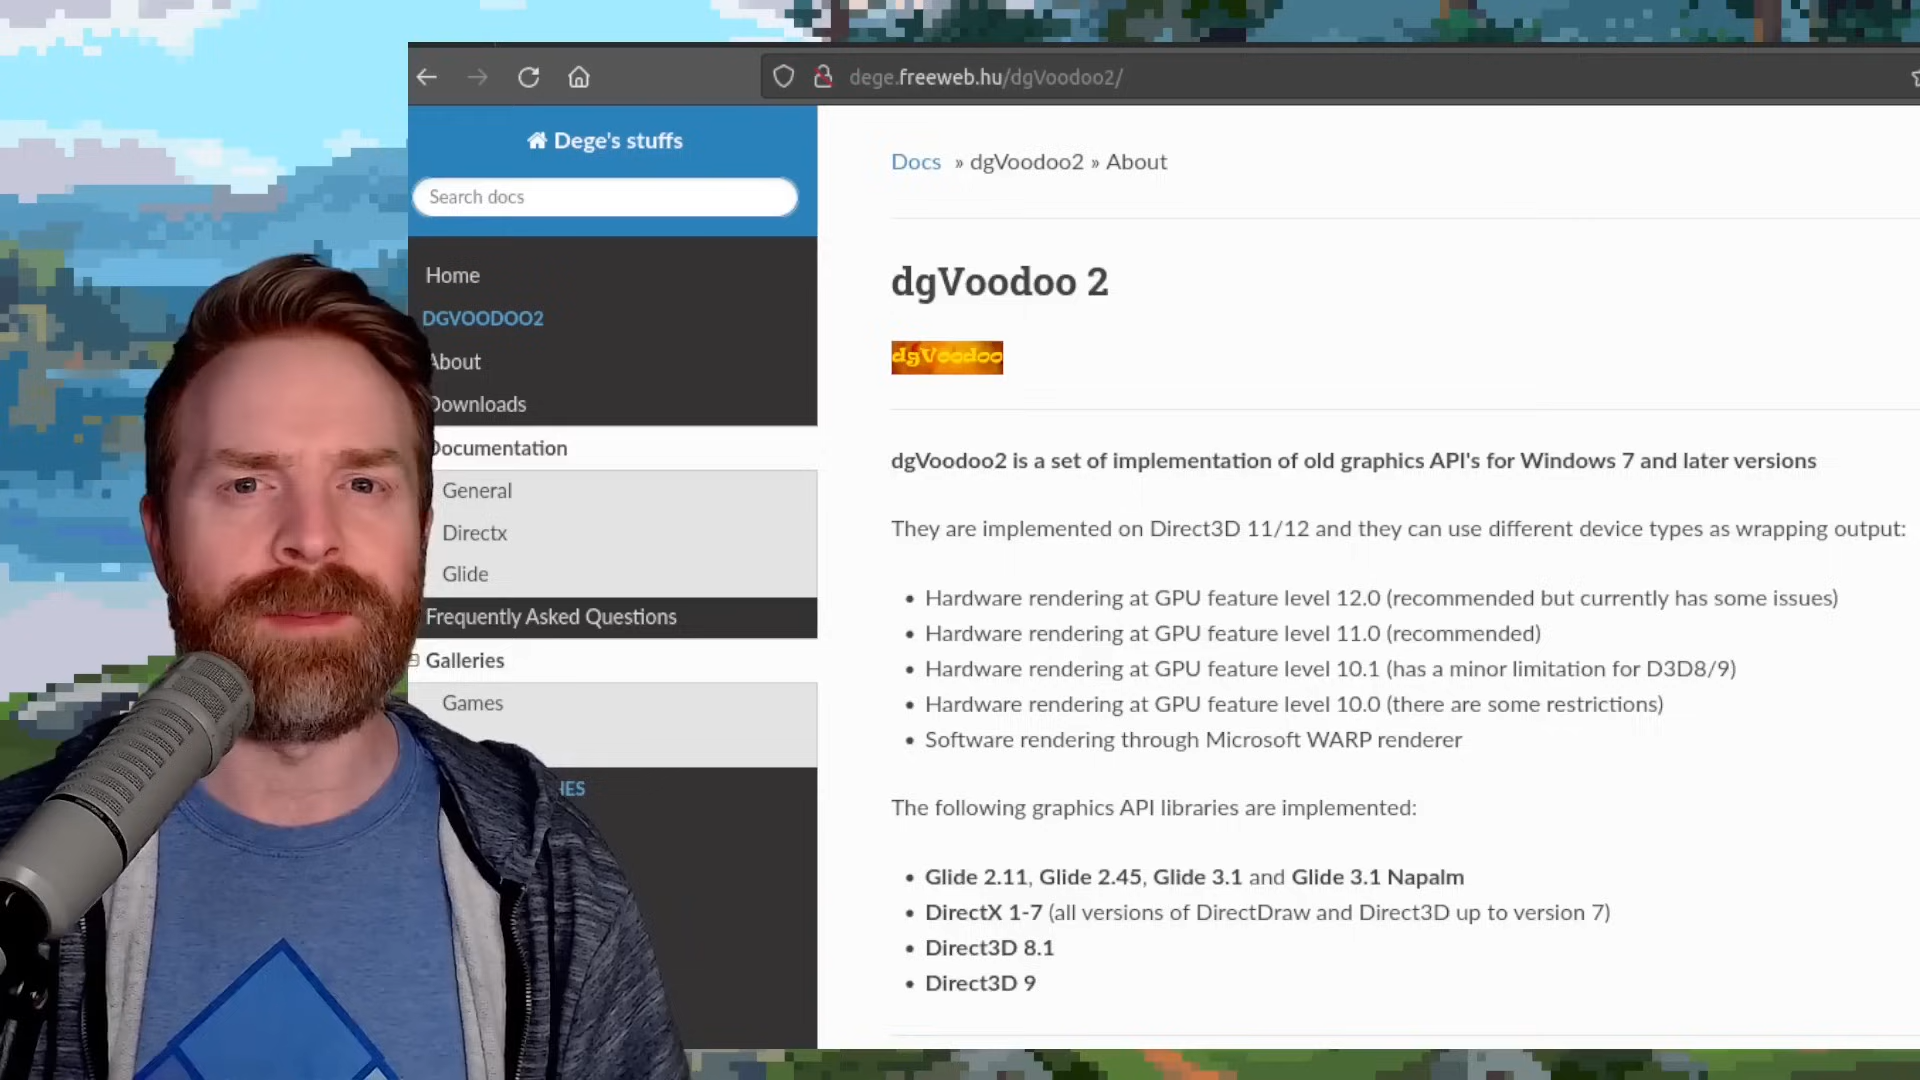 dege.freeweb.hu/dgVoodoo2/
Dege's stuffs
Search docs
Home
DGVOODOO2
About
Downloads
Documentation
General
Directx
Glide
Frequently Asked Questions
Galleries
Games
Docs » dgVoodoo2 » About
dgVoodoo 2
dgVoodoo
dgVoodoo2 is a set of implementation of old graphics API's for Windows 7 and later versions
They are implemented on Direct3D 11/12 and they can use different device types as wrapping output:
• Hardware rendering at GPU feature level 12.0 (recommended but currently has some issues)
• Hardware rendering at GPU feature level 11.0 (recommended)
• Hardware rendering at GPU feature level 10.1 (has a minor limitation for D3D8/9)
• Hardware rendering at GPU feature level 10.0 (there are some restrictions)
• Software rendering through Microsoft WARP renderer
The following graphics API libraries are implemented:
• Glide 2.11, Glide 2.45, Glide 3.1 and Glide 3.1 Napalm
• DirectX 1-7 (all versions of DirectDraw and Direct3D up to version 7)
• Direct3D 8.1
• Direct3D 9